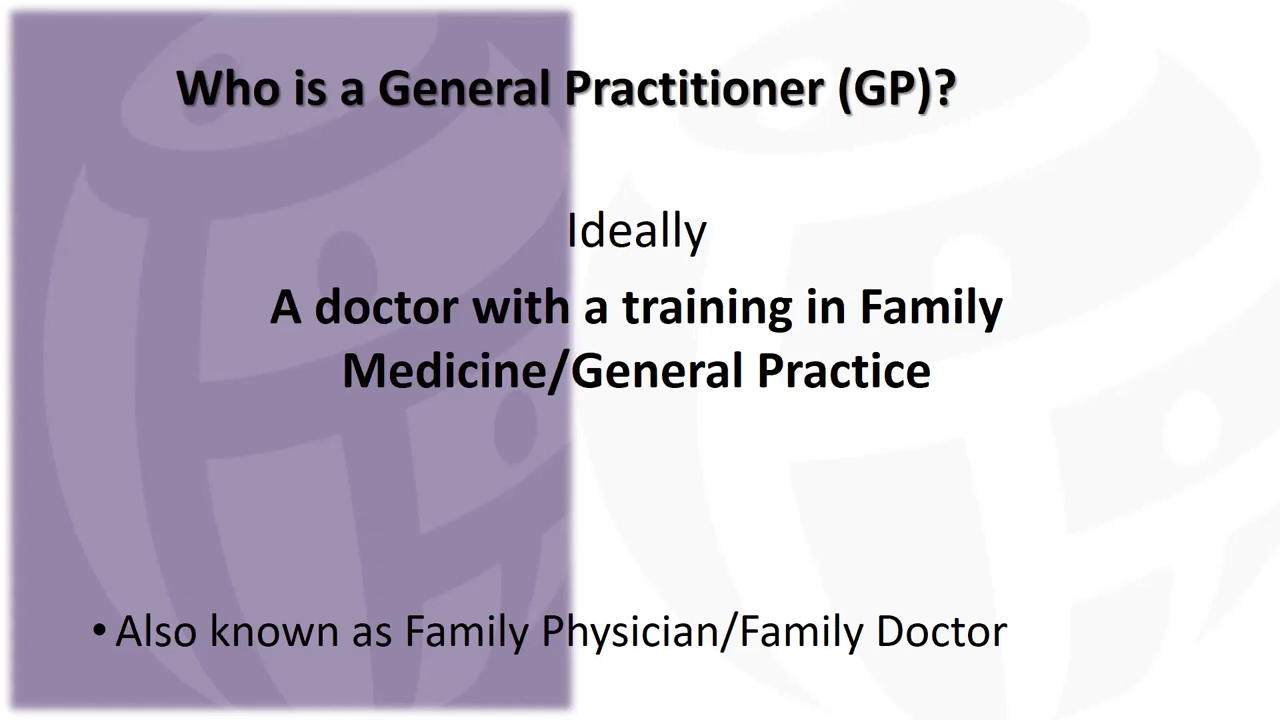 Who is a General Practitioner (GP)?
Ideally
A doctor with a training in Family
Medicine/General Practice
• Also known as Family Physician/Family Doctor